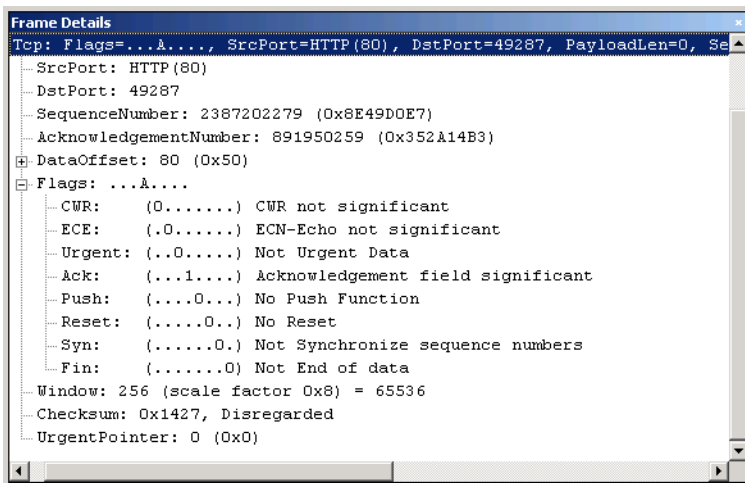 Frame Details
Tcp: Flags=...A...., SrcPort=HTTP(80), DstPort=49287, PayloadLen=0, Se
SrcPort: HTTP(80)
DstPort: 49287
SequenceNumber: 2387202279 (0x8E49D0E7)
AcknowledgementNumber: 891950259 (0x352A14B3)
DataOffset: 80 (0x50)
Flags: ...A....
CWR: (0.......) CWR not significant
ECE: (.0......) ECN-Echo not significant
Urgent: (..0.....) Not Urgent Data
Ack: (...1....) Acknowledgement field significant
Push: (....0...) No Push Function
Reset: (.....0..) No Reset
Syn: (......0.) Not Synchronize sequence numbers
Fin: (.......0) Not End of data
Window: 256 (scale factor 0x8) = 65536
Checksum: 0x1427, Disregarded
UrgentPointer: 0 (0x0)